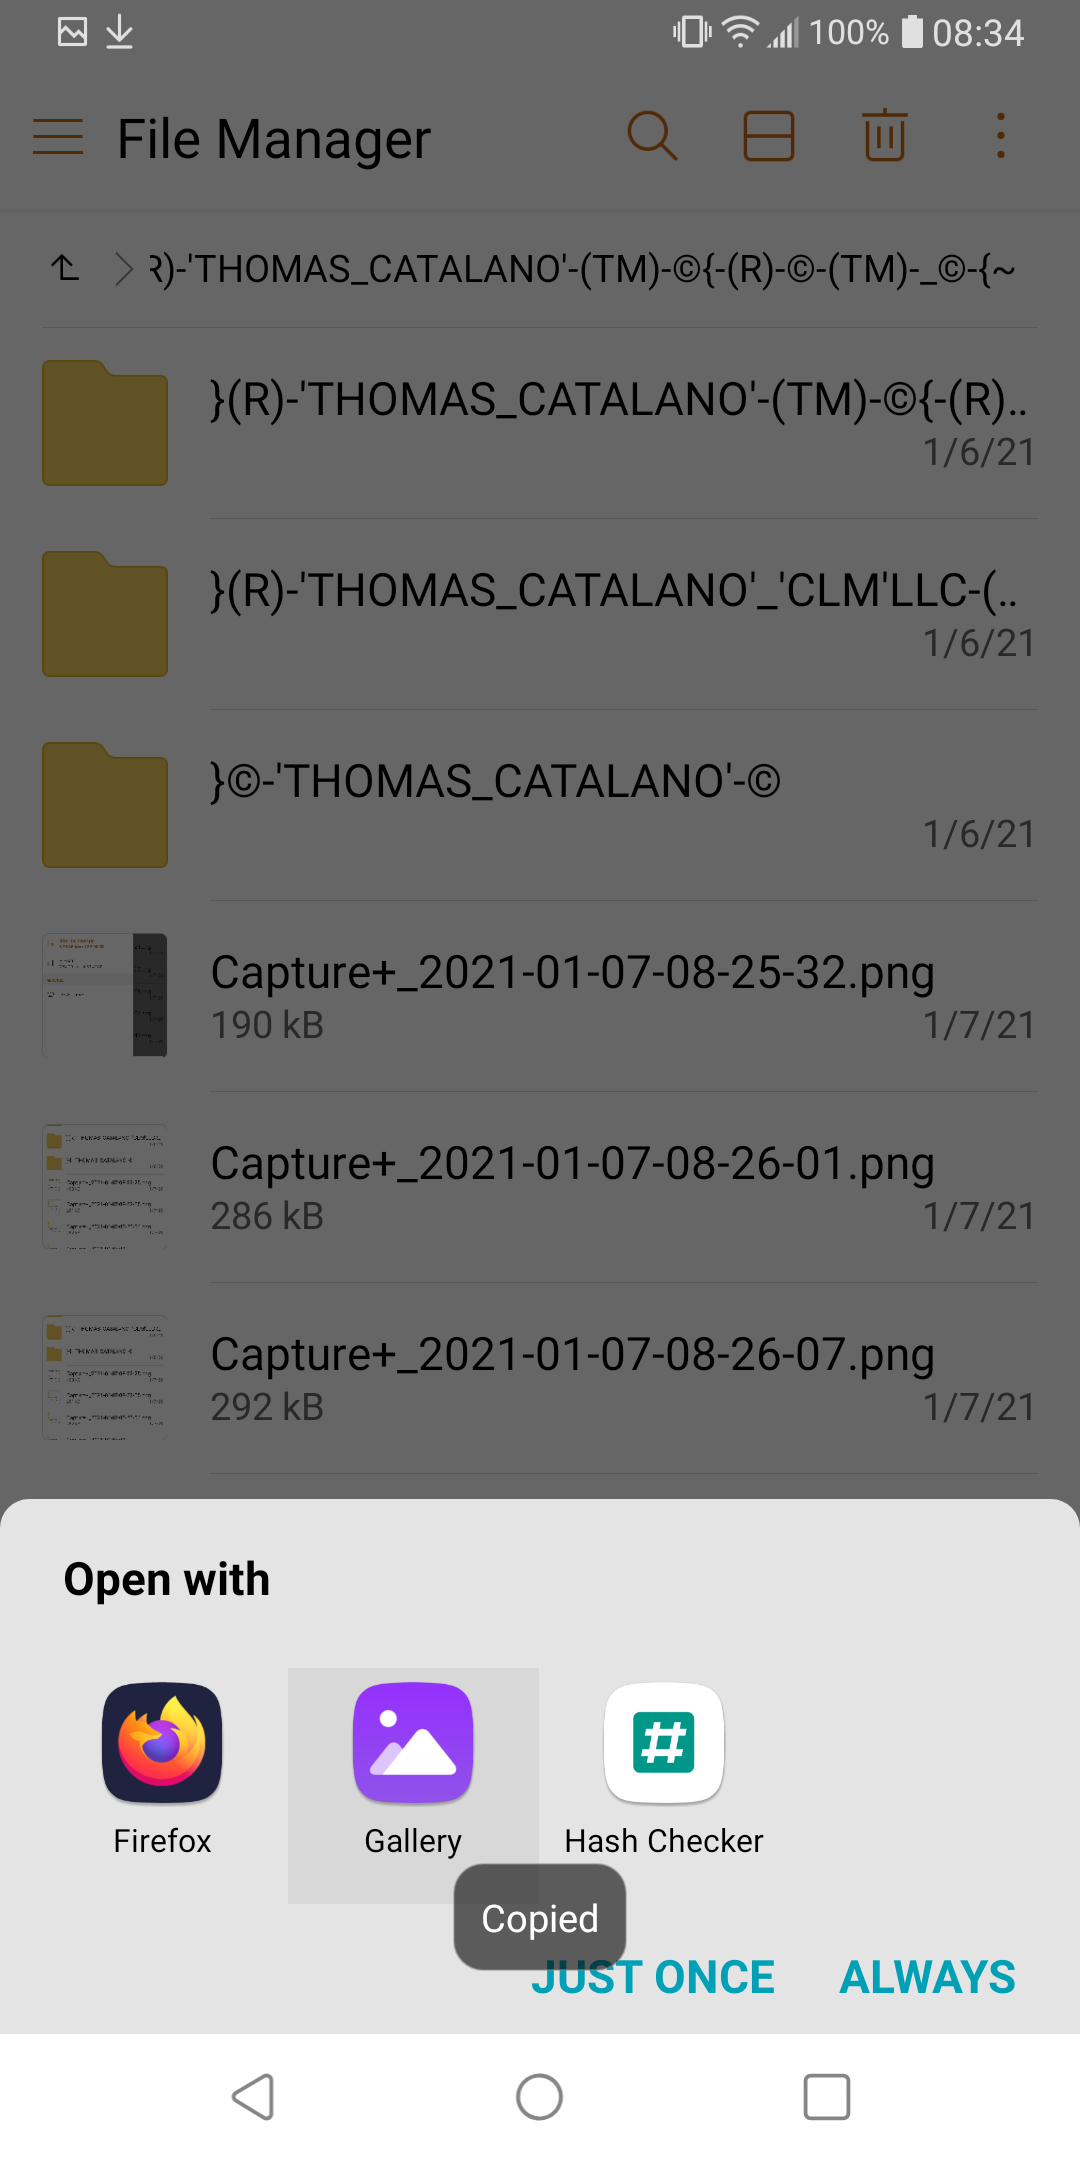 100% 08:34
File Manager
R)-'THOMAS_CATALANO'-(TM)-©{-(R)-©-(TM)-_©-{~
}(R)-'THOMAS_CATALANO'-(TM)-©{-(R)..
1/6/21
}(R)-'THOMAS_CATALANO'_'CLM'LLC-(..
1/6/21
}©-'THOMAS_CATALANO'-©
1/6/21
Capture+_2021-01-07-08-25-32.png
190 kB 1/7/21
Capture+_2021-01-07-08-26-01.png
286 kB 1/7/21
Capture+_2021-01-07-08-26-07.png
292 kB 1/7/21
Open with
Firefox Gallery Hash Checker
Copied
JUST ONCE ALWAYS